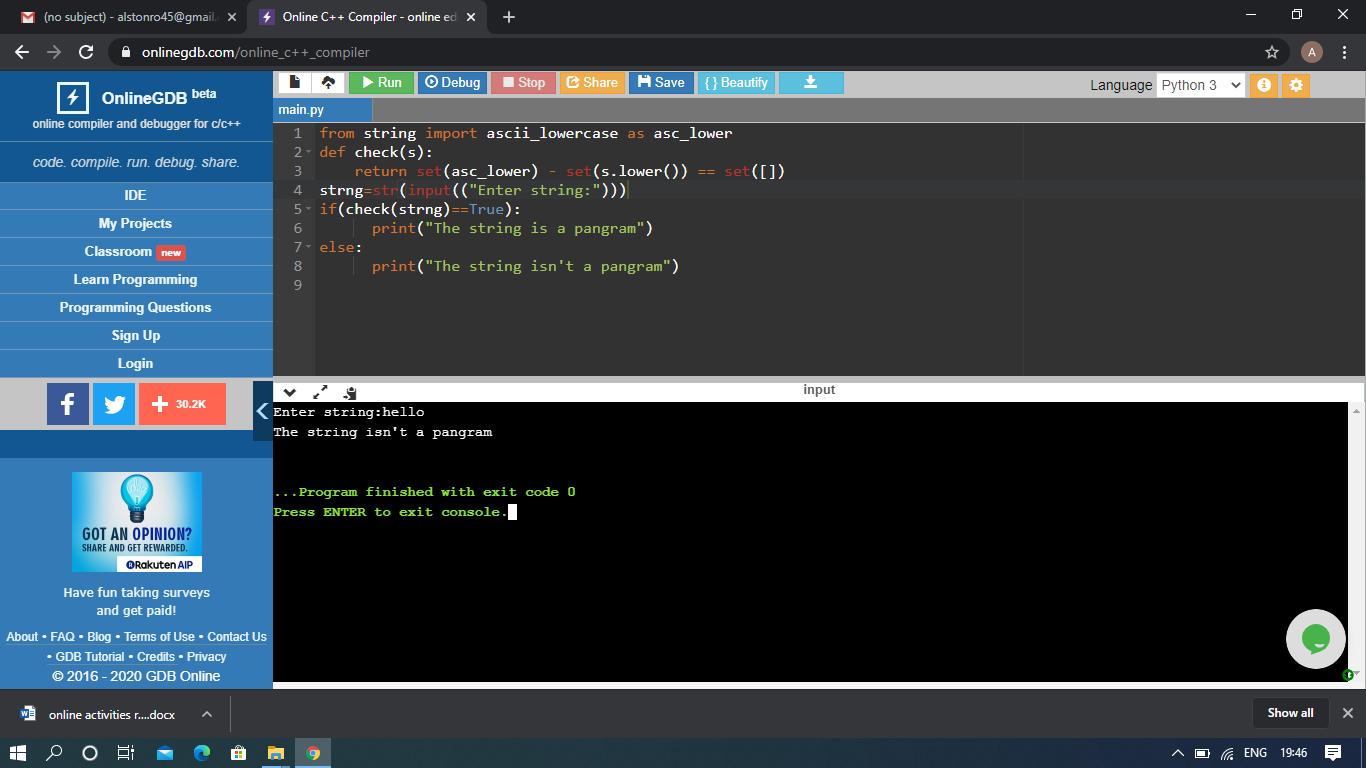 (no subject) - alstonro45@gmail.
Online C++ Compiler - online ed
onlinegdb.com/online_c++_compiler
A
OnlineGDB beta
online compiler and debugger for c/c++
code. compile. run. debug. share.
IDE
My Projects
Classroom new
Learn Programming
Programming Questions
Sign Up
Login
30.2K
GOT AN OPINION?
SHARE AND GET REWARDED.
Rakuten AIP
Have fun taking surveys
and get paid!
About • FAQ • Blog • Terms of Use • Contact Us
• GDB Tutorial • Credits • Privacy
© 2016 - 2020 GDB Online
Run Debug Stop Share Save { } Beautify
Language Python 3
main.py
1 from string import ascii_lowercase as asc_lower
2 def check(s):
3     return set(asc_lower) - set(s.lower()) == set([])
4 strng=str(input(("Enter string:")))
5 if(check(strng)==True):
6       print("The string is a pangram")
7 else:
8       print("The string isn't a pangram")
9
input
Enter string:hello
The string isn't a pangram
...Program finished with exit code 0
Press ENTER to exit console.
online activities r....docx
Show all
ENG 19:46